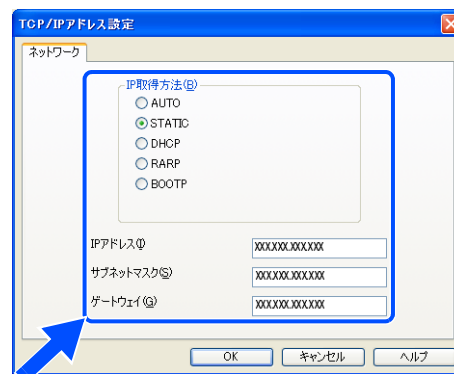 TCP/IPアドレス設定
ネットワーク
IP取得方法(B)
AUTO
STATIC
DHCP
RARP
BOOTP
IPアドレス(I)
XXX.XXX.XXX.XXX
サブネットマスク(S)
XXX.XXX.XXX.XXX
ゲートウェイ(G)
XXX.XXX.XXX.XXX
OK
キャンセル
ヘルプ